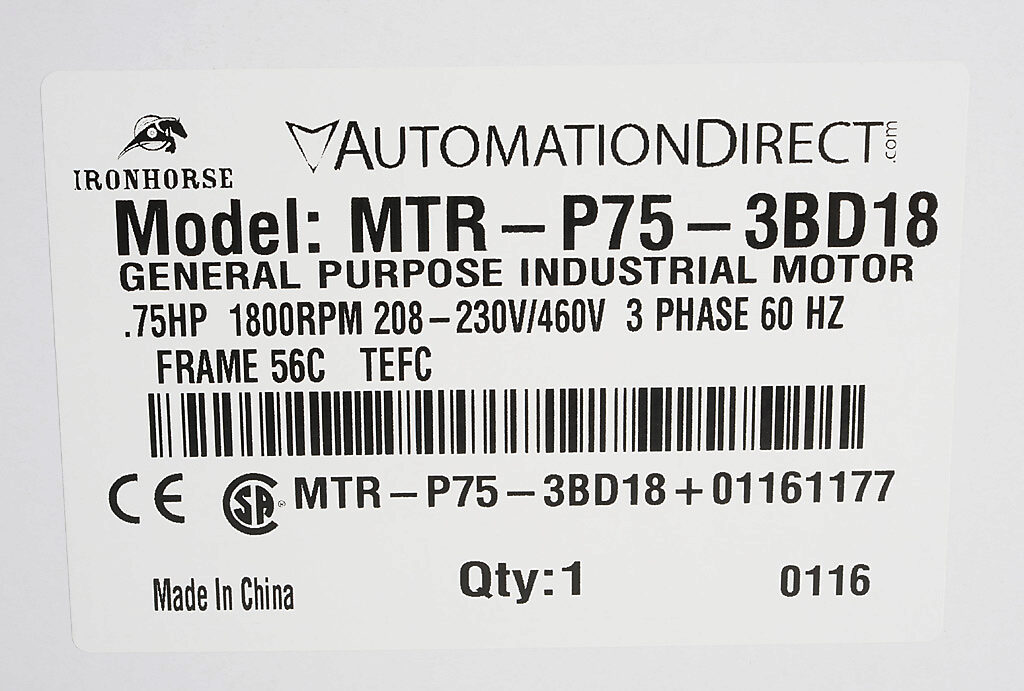 IRONHORSE
AUTOMATIONDIRECT.com
Model: MTR-P75-3BD18
GENERAL PURPOSE INDUSTRIAL MOTOR
.75HP 1800RPM 208-230V/460V 3 PHASE 60 HZ
FRAME 56C TEFC
CE SA® MTR-P75-3BD18+01161177
Made In China Qty:1 0116